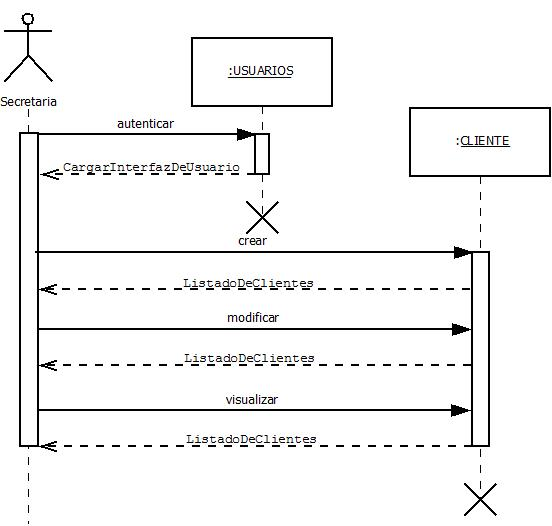 :USUARIOS
Secretaria
autenticar
:CLIENTE
CargarInterfazDeUsuario
crear
ListadoDeClientes
modificar
ListadoDeClientes
visualizar
ListadoDeClientes